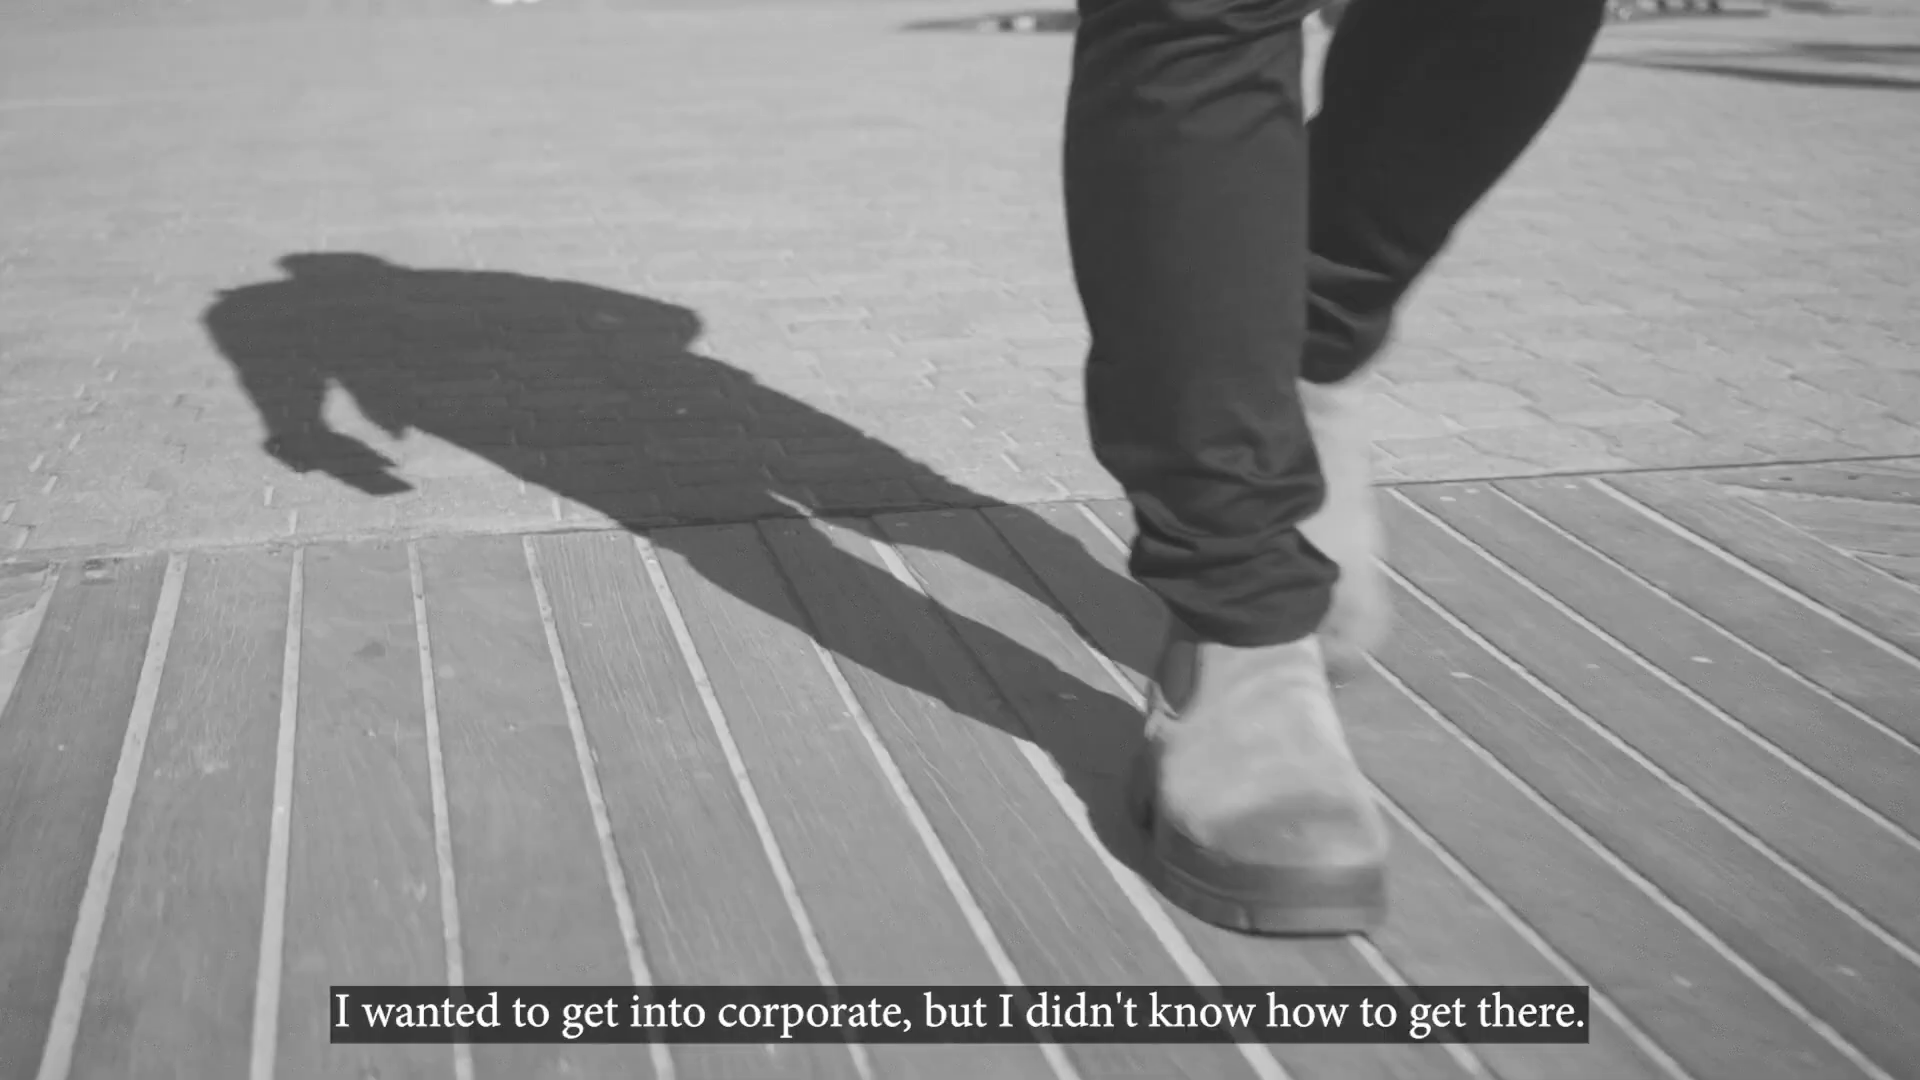 I wanted to get into corporate, but I didn't know how to get there.